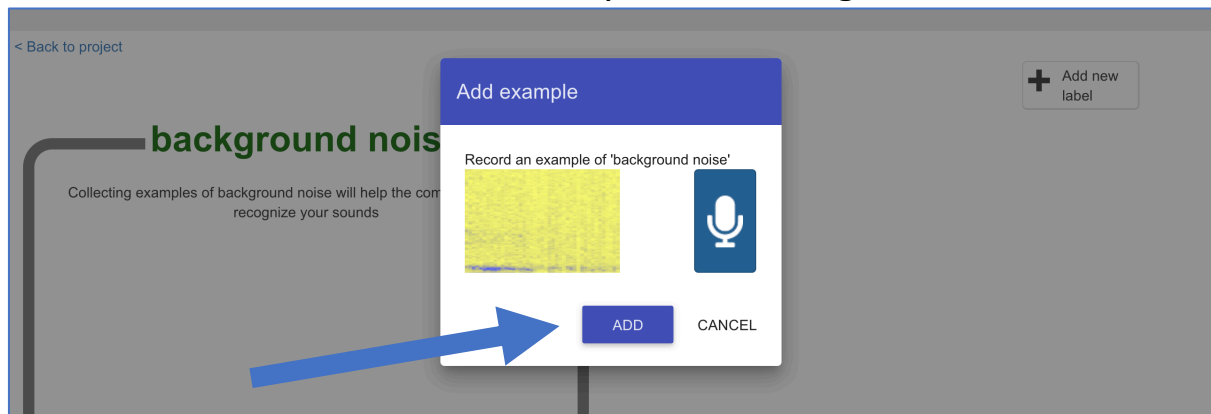 < Back to project
Add new
label
Add example
background nois
Record an example of 'background noise'
Collecting examples of background noise will help the com
recognize your sounds
ADD
CANCEL